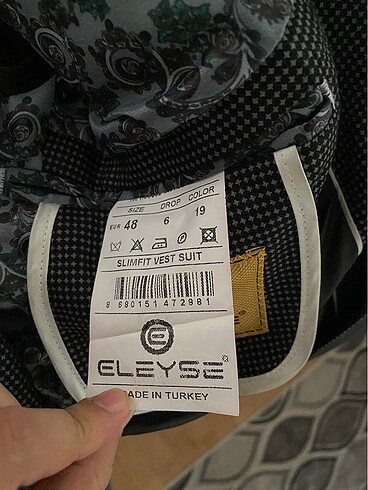 SIZE DROP COLOR
EUR 48 6 19
SLIMFIT VEST SUIT
8 680151 472981
ELEYSE
MADE IN TURKEY